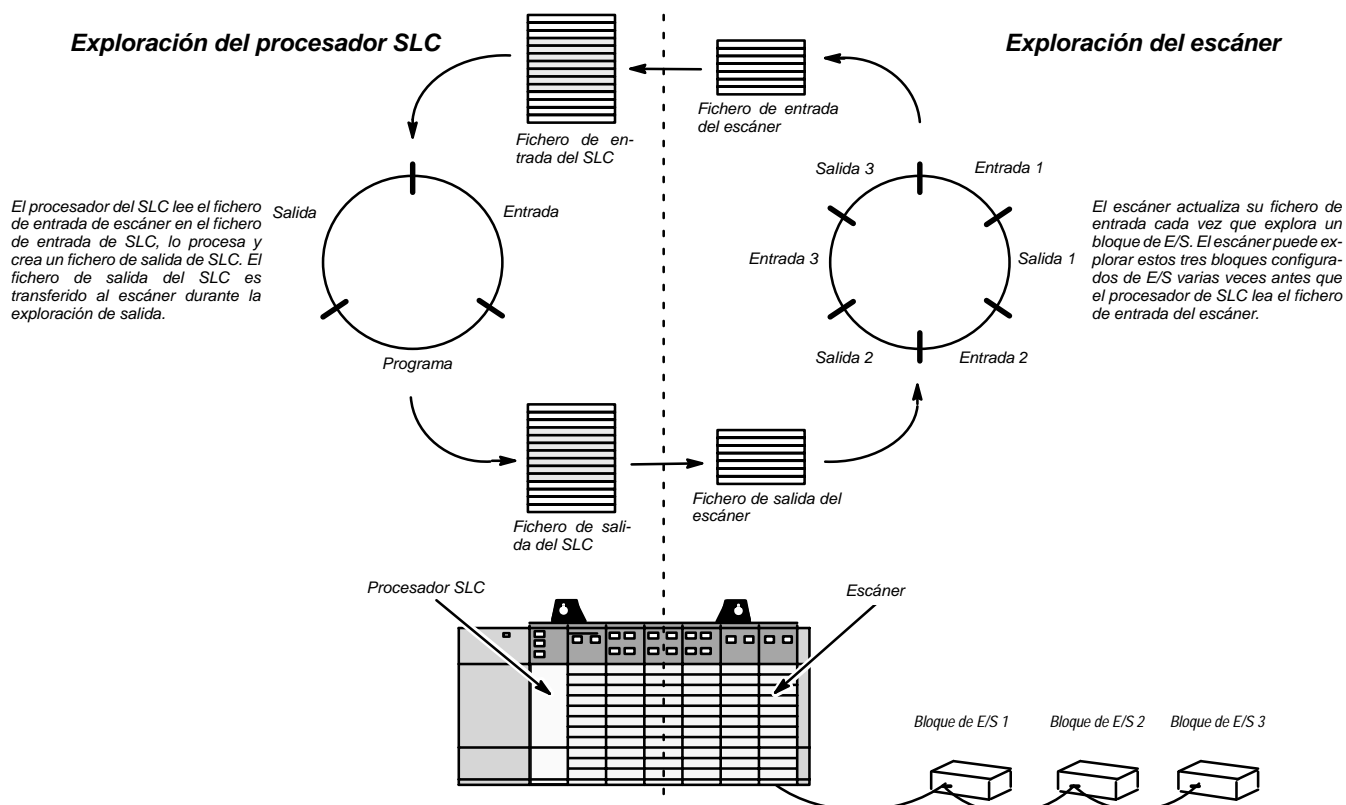 Exploración del procesador SLC
Exploración del escáner
Fichero de entrada
del escáner
Fichero de en-
trada del SLC
El procesador del SLC lee el fichero
de entrada de escáner en el fichero
de entrada de SLC, lo procesa y
crea un fichero de salida de SLC. El
fichero de salida del SLC es
transferido al escáner durante la
exploración de salida.
Salida
Entrada
Programa
Salida 3
Entrada 1
Entrada 3
Salida 1
Salida 2
Entrada 2
El escáner actualiza su fichero de
entrada cada vez que explora un
bloque de E/S. El escáner puede ex-
plorar estos tres bloques configura-
dos de E/S varias veces antes que
el procesador de SLC lea el fichero
de entrada del escáner.
Fichero de sali-
da del SLC
Fichero de salida del
escáner
Procesador SLC
Escáner
Bloque de E/S 1
Bloque de E/S 2
Bloque de E/S 3